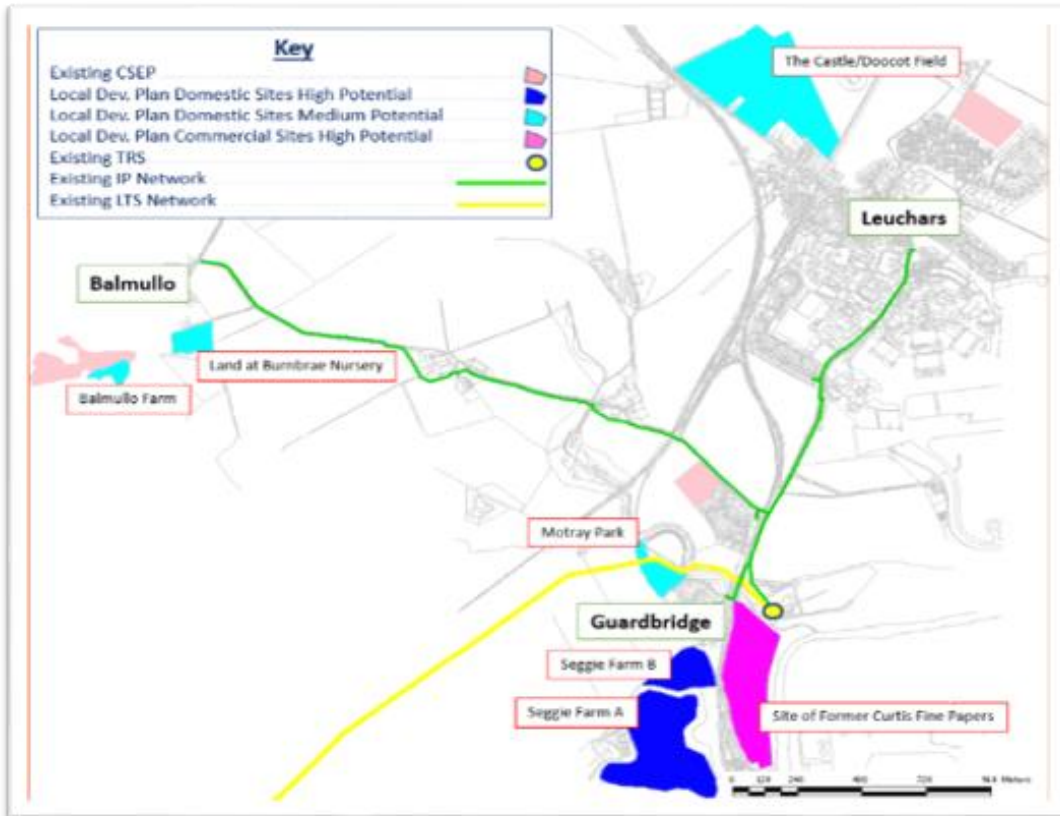 Key
Existing CSEP
Local Dev. Plan Domestic Sites High Potential
Local Dev. Plan Domestic Sites Medium Potential
Local Dev. Plan Commercial Sites High Potential
Existing TRS
Existing IP Network
Existing LTS Network
The Castle/Doocot Field
Leuchars
Balmullo
Land at Burnbrae Nursery
Balmullo Farm
Motray Park
Guardbridge
Seggie Farm B
Seggie Farm A
Site of Former Curtis Fine Papers
0 240 Meters